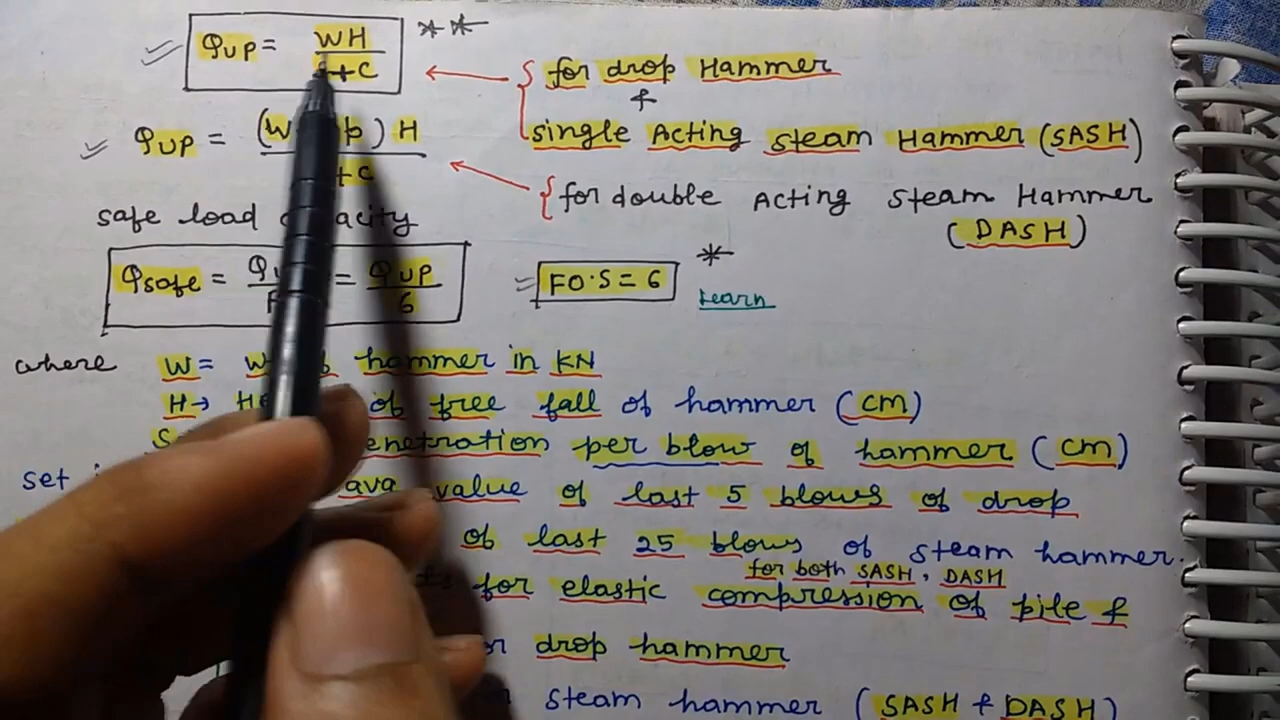 Qup = WH **
+C
for drop Hammer
&
single Acting steam Hammer (SASH)
Qup = (W p) H
+C
for double Acting steam Hammer
(DASH)
safe load
Qsafe = = Qup
6
F0.S = 6 *
Learn
where W = hammer in KN
H→ of free fall of hammer (cm)
S enetration per blow of hammer (cm)
set ava value of last 5 blows of drop
of last 25 blows of steam hammer.
for both SASH, DASH
for elastic compression of pile &
drop hammer
steam hammer (SASH & DASH)